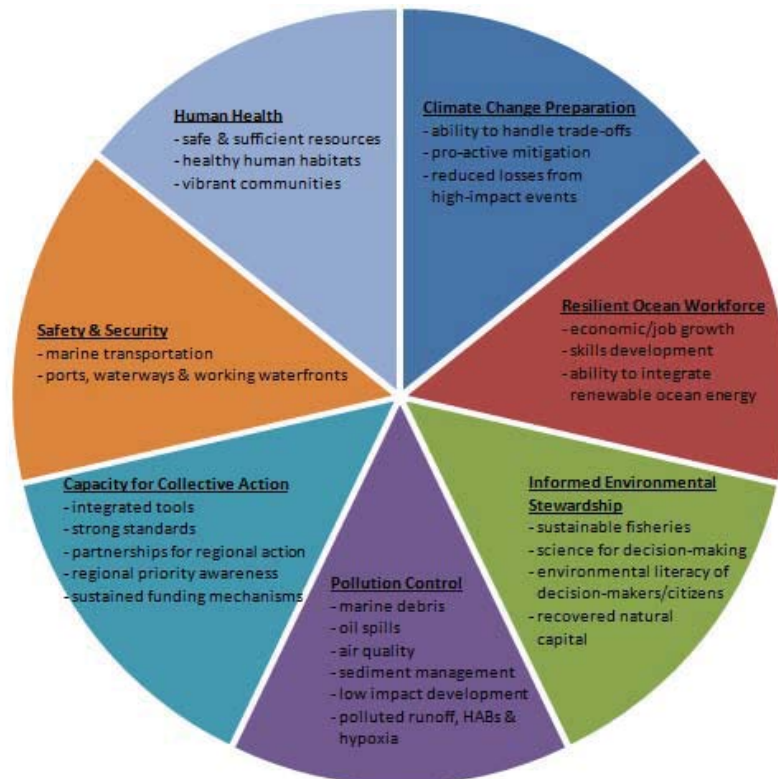 Human Health
- safe & sufficient resources
- healthy human habitats
- vibrant communities
Climate Change Preparation
- ability to handle trade-offs
- pro-active mitigation
- reduced losses from
high-impact events
Resilient Ocean Workforce
- economic/job growth
- skills development
- ability to integrate
renewable ocean energy
Safety & Security
- marine transportation
- ports, waterways & working waterfronts
Capacity for Collective Action
- integrated tools
- strong standards
- partnerships for regional action
- regional priority awareness
- sustained funding mechanisms
Informed Environmental
Stewardship
- sustainable fisheries
- science for decision-making
- environmental literacy of
decision-makers/citizens
- recovered natural
capital
Pollution Control
- marine debris
- oil spills
- air quality
- sediment management
- low impact development
- polluted runoff, HABs &
hypoxia